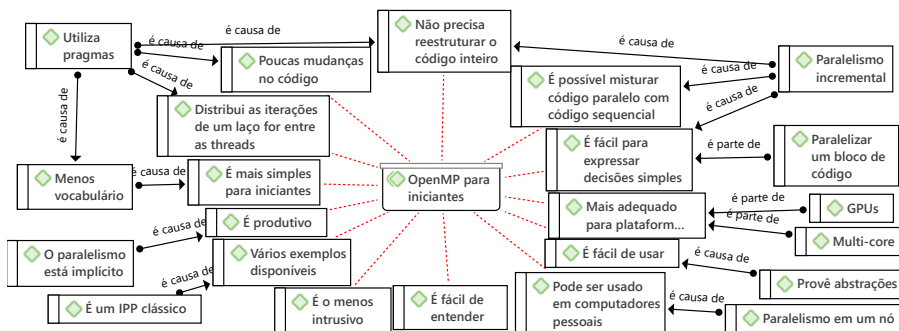 Utiliza
pragmas
é causa de
é causa de
Não precisa
reestruturar o
código inteiro
é causa de
Poucas mudanças
no código
é causa de
é causa de
Paralelismo
incremental
é causa de
É possível misturar
código paralelo com
código sequencial
é causa de
Distribui as iterações
de um laço for entre
as threads
é causa de
É fácil para
expressar
decisões simples
é parte de
Paralelizar
um bloco de
código
Menos
vocabulário
é causa de
É mais simples
para iniciantes
OpenMP para
iniciantes
Mais adequado
para plataform...
é parte de
GPUs
é parte de
Multi-core
É produtivo
é causa de
O paralelismo
está implícito
Vários exemplos
disponíveis
É fácil de usar
é causa de
Provê abstrações
é causa de
É um IPP clássico
É o menos
intrusivo
É fácil de
entender
Pode ser usado
em computadores
pessoais
é causa de
Paralelismo em um nó